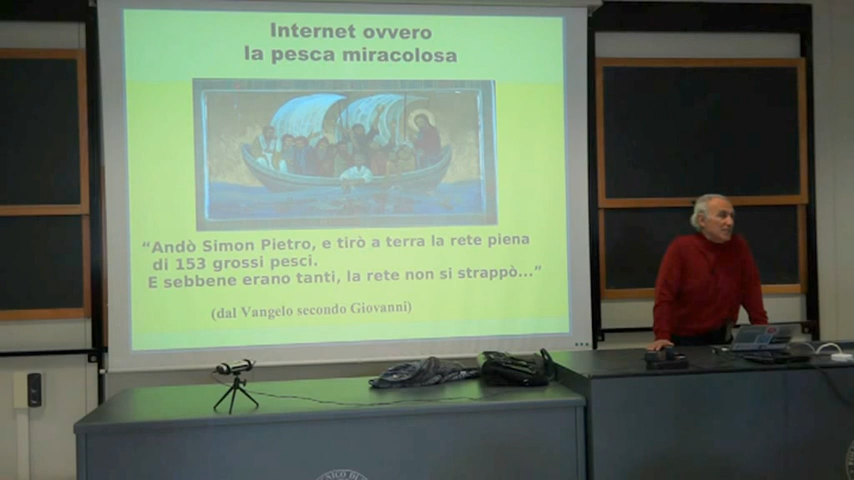 Internet ovvero
la pesca miracolosa
“Andò Simon Pietro, e tirò a terra la rete piena
di 153 grossi pesci.
E sebbene erano tanti, la rete non si strappò...”
(dal Vangelo secondo Giovanni)